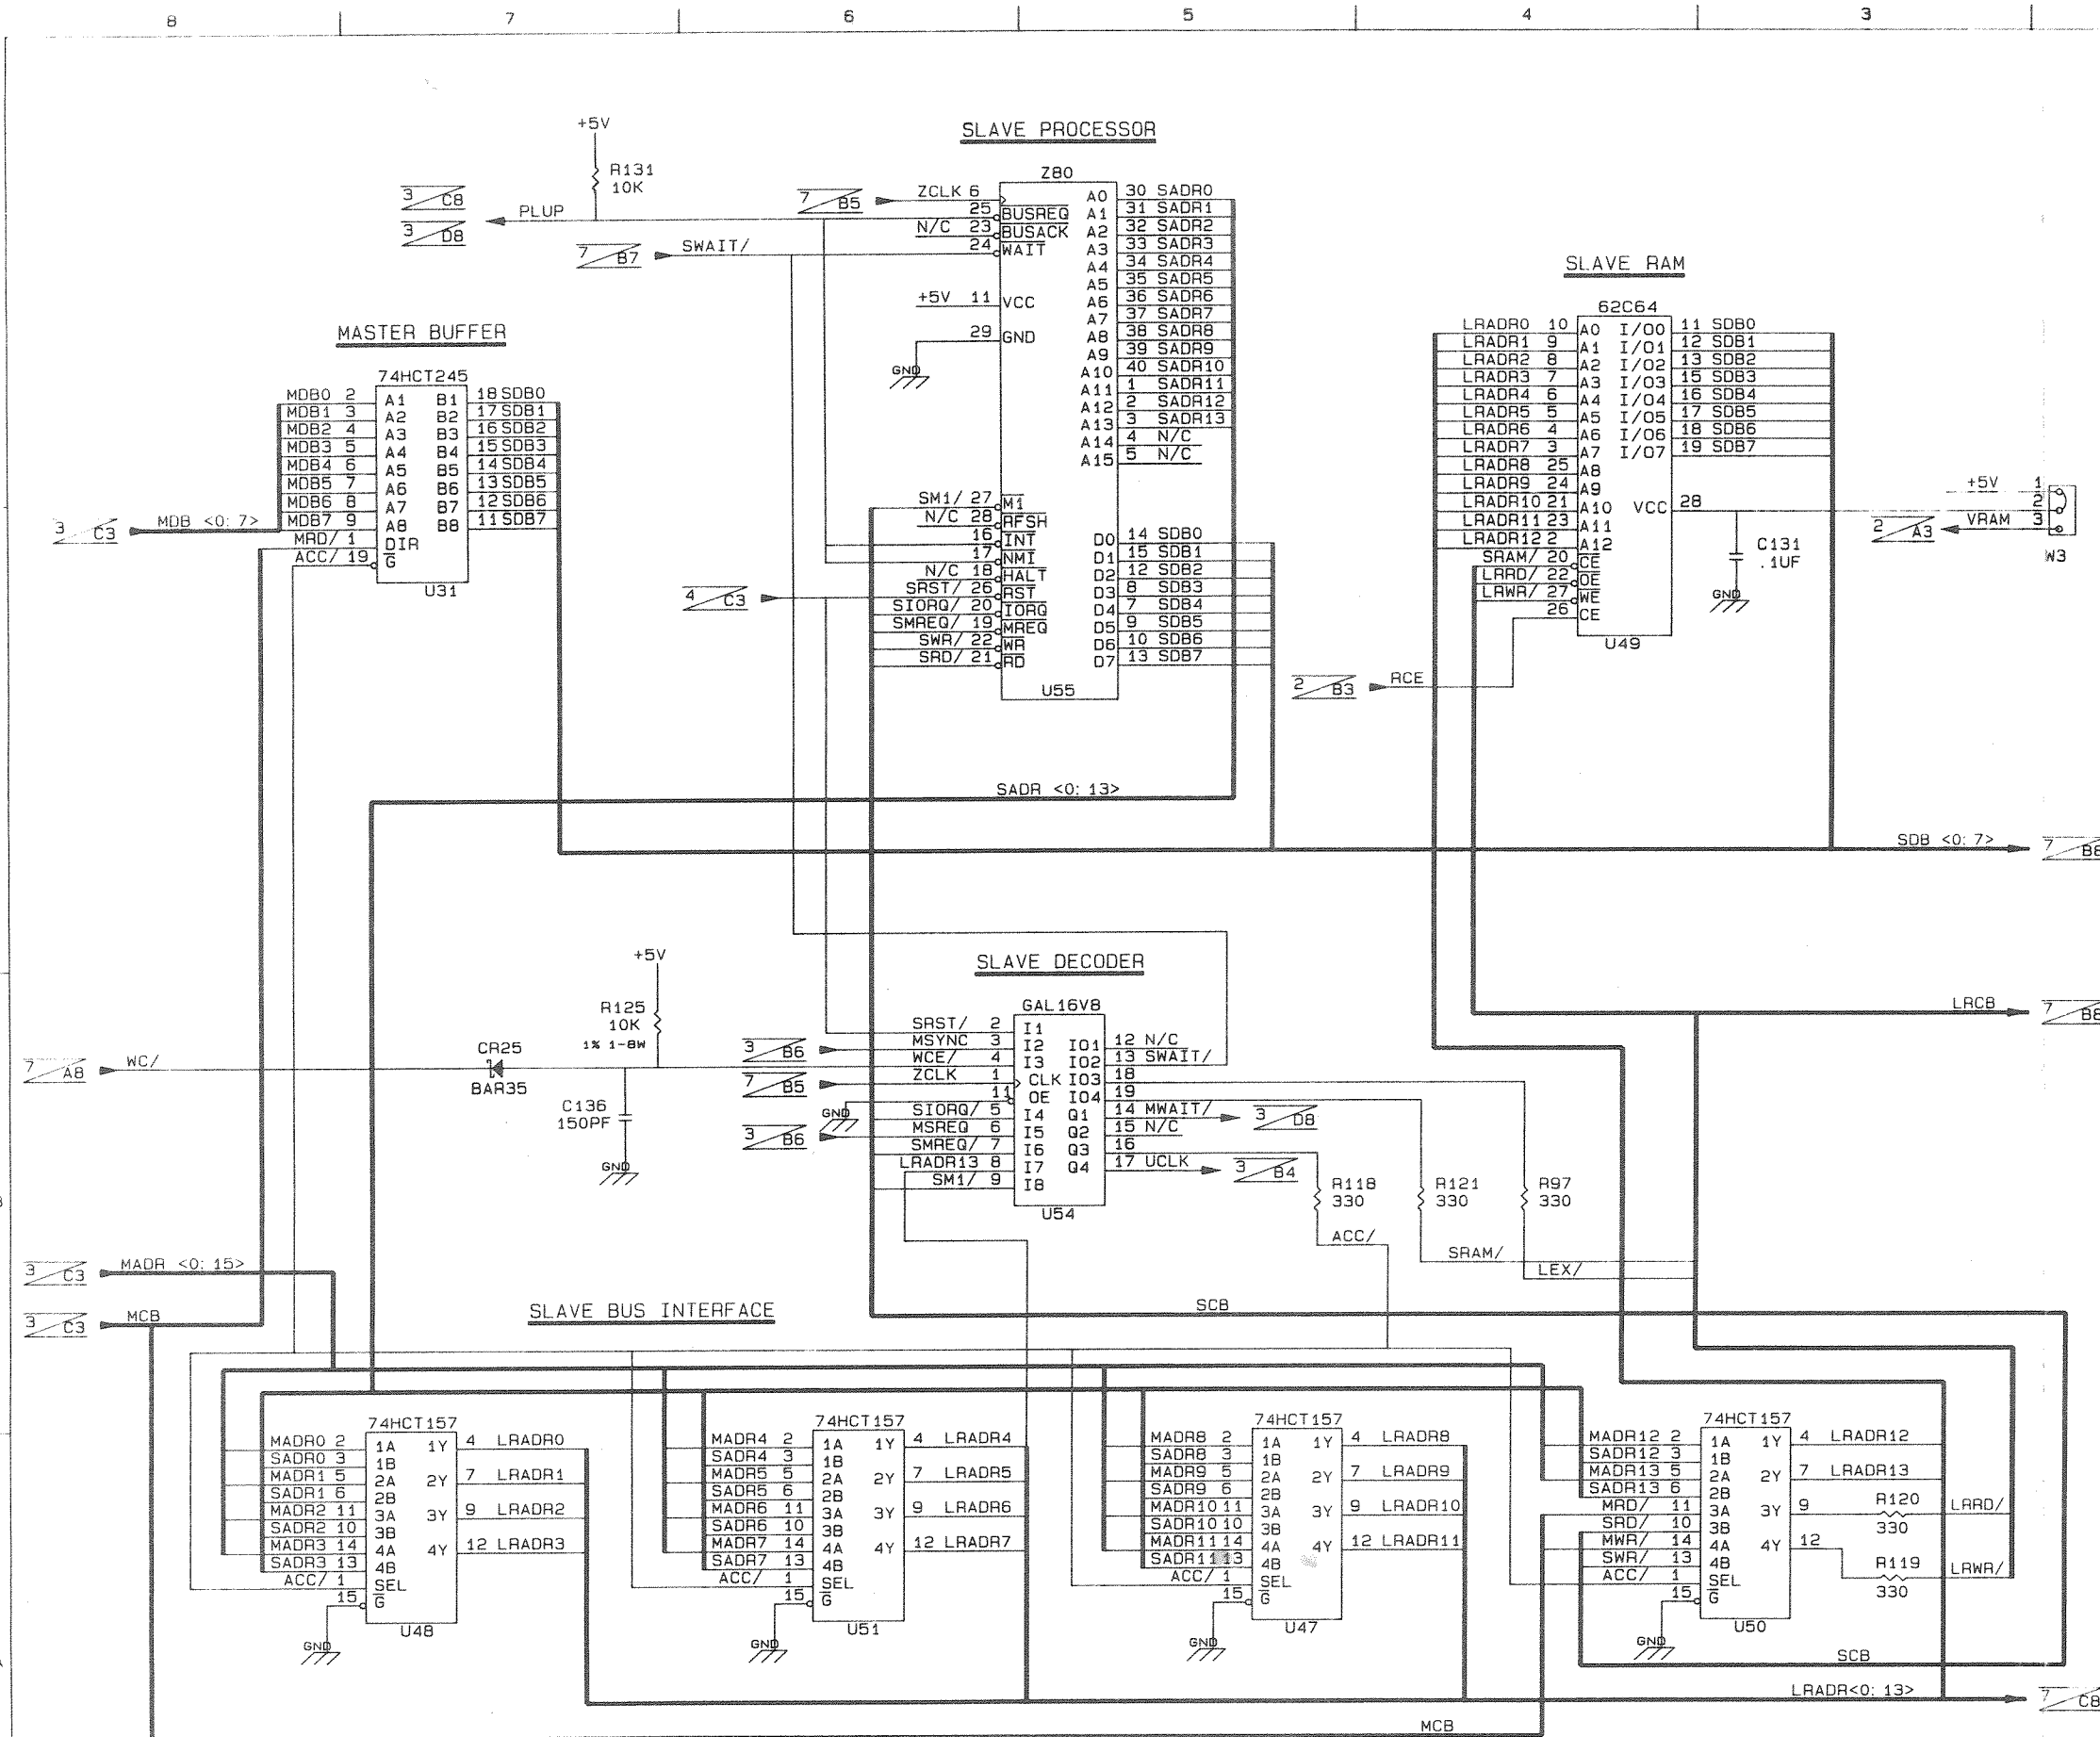 8 7 6 5 4 3
SLAVE PROCESSOR
+5V
R131
10K
3 C8
3 D8
PLUP
7 B5
7 B7
SWAIT/
Z80
ZCLK 6
25 BUSREQ
N/C 23 BUSACK
24 WAIT
+5V 11 VCC
29 GND
GND
A0 30 SADR0
A1 31 SADR1
A2 32 SADR2
A3 33 SADR3
A4 34 SADR4
A5 35 SADR5
A6 36 SADR6
A7 37 SADR7
A8 38 SADR8
A9 39 SADR9
A10 40 SADR10
A11 1 SADR11
A12 2 SADR12
A13 3 SADR13
A14 4 N/C
A15 5 N/C
SM1/ 27 M1
N/C 28 RFSH
16 INT
17 NMI
N/C 18 HALT
SRST/ 26 RST
SIORQ/ 20 IORQ
SMREQ/ 19 MREQ
SWR/ 22 WR
SRD/ 21 RD
D0 14 SDB0
D1 15 SDB1
D2 12 SDB2
D3 8 SDB3
D4 7 SDB4
D5 9 SDB5
D6 10 SDB6
D7 13 SDB7
U55
4 C3
MASTER BUFFER
74HCT245
MDB0 2 A1 B1 18 SDB0
MDB1 3 A2 B2 17 SDB1
MDB2 4 A3 B3 16 SDB2
MDB3 5 A4 B4 15 SDB3
MDB4 6 A5 B5 14 SDB4
MDB5 7 A6 B6 13 SDB5
MDB6 8 A7 B7 12 SDB6
MDB7 9 A8 B8 11 SDB7
MRD/ 1 DIR
ACC/ 19 G
U31
3 C3 MDB <0: 7>
SLAVE RAM
62C64
LRADR0 10 A0 I/O0 11 SDB0
LRADR1 9 A1 I/O1 12 SDB1
LRADR2 8 A2 I/O2 13 SDB2
LRADR3 7 A3 I/O3 15 SDB3
LRADR4 6 A4 I/O4 16 SDB4
LRADR5 5 A5 I/O5 17 SDB5
LRADR6 4 A6 I/O6 18 SDB6
LRADR7 3 A7 I/O7 19 SDB7
LRADR8 25 A8
LRADR9 24 A9
LRADR10 21 A10 VCC 28
LRADR11 23 A11
LRADR12 2 A12
SRAM/ 20 CE
LRRD/ 22 OE
LRWR/ 27 WE
26 CE
U49
2 B3 RCE
C131
.1UF
GND
+5V 1
2
VRAM 3
2 A3
W3
SADR <0: 13>
SDB <0: 7> 7 B8
LRCB 7 B8
SLAVE DECODER
GAL16V8
SRST/ 2 I1
MSYNC 3 I2 IO1 12 N/C
WCE/ 4 I3 IO2 13 SWAIT/
ZCLK 1 CLK IO3 18
11 OE IO4 19
SIORQ/ 5 I4 Q1 14 MWAIT/
MSREQ 6 I5 Q2 15 N/C
SMREQ/ 7 I6 Q3 16
LRADR13 8 I7 Q4 17 UCLK
SM1/ 9 I8
U54
3 B6
7 B5
GND
3 B6
3 D8
3 B4
7 A8 WC/
CR25
BAR35
+5V
R125
10K
1% 1-8W
C136
150PF
GND
R118
330
R121
330
R97
330
ACC/
SRAM/
LEX/
3 C3 MADR <0: 15>
3 C3 MCB
SLAVE BUS INTERFACE
SCB
74HCT157
MADR0 2 1A 1Y 4 LRADR0
SADR0 3 1B
MADR1 5 2A 2Y 7 LRADR1
SADR1 6 2B
MADR2 11 3A 3Y 9 LRADR2
SADR2 10 3B
MADR3 14 4A 4Y 12 LRADR3
SADR3 13 4B
ACC/ 1 SEL
15 G
GND
U48
74HCT157
MADR4 2 1A 1Y 4 LRADR4
SADR4 3 1B
MADR5 5 2A 2Y 7 LRADR5
SADR5 6 2B
MADR6 11 3A 3Y 9 LRADR6
SADR6 10 3B
MADR7 14 4A 4Y 12 LRADR7
SADR7 13 4B
ACC/ 1 SEL
15 G
GND
U51
74HCT157
MADR8 2 1A 1Y 4 LRADR8
SADR8 3 1B
MADR9 5 2A 2Y 7 LRADR9
SADR9 6 2B
MADR10 11 3A 3Y 9 LRADR10
SADR10 10 3B
MADR11 14 4A 4Y 12 LRADR11
SADR11 13 4B
ACC/ 1 SEL
15 G
GND
U47
74HCT157
MADR12 2 1A 1Y 4 LRADR12
SADR12 3 1B
MADR13 5 2A 2Y 7 LRADR13
SADR13 6 2B
MRD/ 11 3A 3Y 9 R120 330 LRRD/
SRD/ 10 3B
MWR/ 14 4A 4Y 12 R119 330 LRWR/
SWR/ 13 4B
ACC/ 1 SEL
15 G
GND
U50
SCB
LRADR<0: 13> 7 C8
MCB